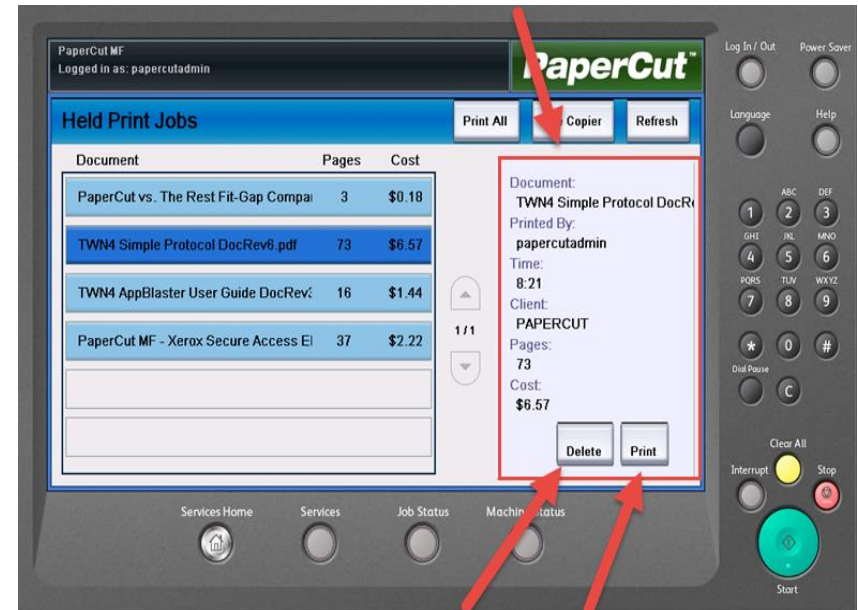 PaperCut MF
Logged in as: papercutadmin
PaperCut™
Held Print Jobs
Print All
Copier
Refresh
Document Pages Cost
PaperCut vs. The Rest Fit-Gap Compai 3 $0.18
TWN4 Simple Protocol DocRev6.pdf 73 $6.57
TWN4 AppBlaster User Guide DocRev 16 $1.44
PaperCut MF - Xerox Secure Access El 37 $2.22
1/1
Document:
TWN4 Simple Protocol DocRe
Printed By:
papercutadmin
Time:
8:21
Client:
PAPERCUT
Pages:
73
Cost:
$6.57
Delete
Print
Services Home
Services
Job Status
Machine Status
Log In / Out
Power Saver
Language
Help
ABC DEF
1 2 3
GHI JKL MNO
4 5 6
PQRS TUV WXYZ
7 8 9
* 0 #
Dial Pause
C
Clear All
Interrupt
Stop
Start